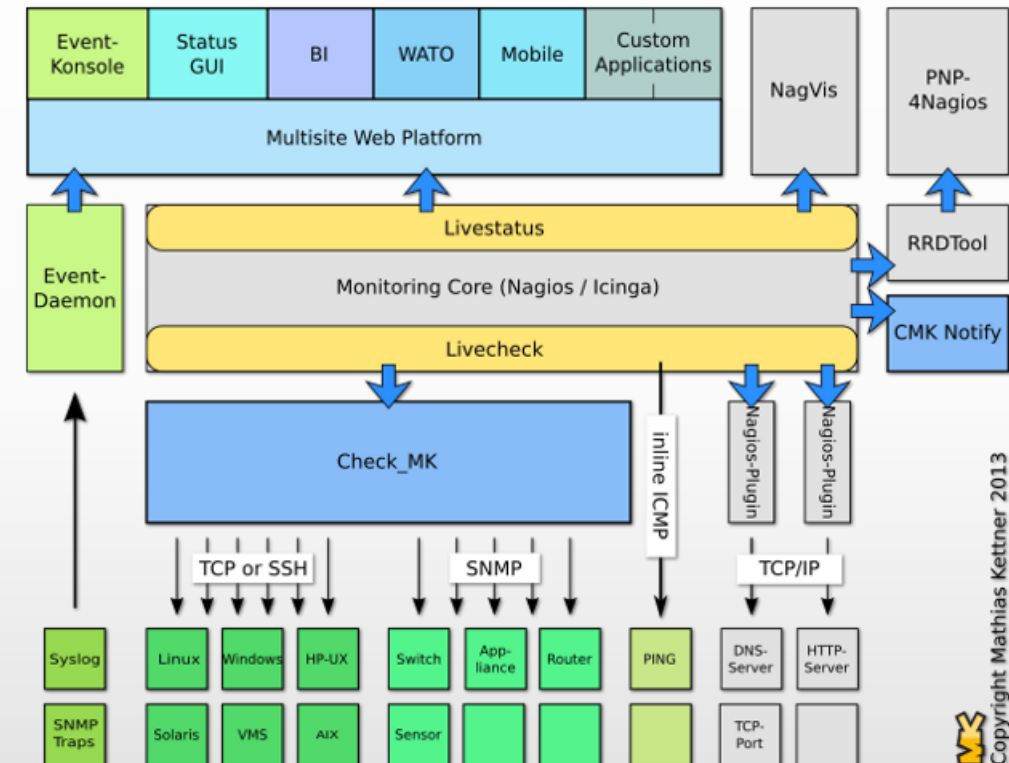 Event-
Konsole
Status
GUI
BI
WATO
Mobile
Custom
Applications
NagVis
PNP-
4Nagios
Multisite Web Platform
Event-
Daemon
Livestatus
Monitoring Core (Nagios / Icinga)
Livecheck
RRDTool
CMK Notify
Check_MK
inline ICMP
Nagios-Plugin
Nagios-Plugin
TCP or SSH
SNMP
TCP/IP
Syslog
Linux
Windows
HP-UX
Switch
App-
liance
Router
PING
DNS-
Server
HTTP-
Server
SNMP
Traps
Solaris
VMS
AIX
Sensor
TCP-
Port
MK
Copyright Mathias Kettner 2013